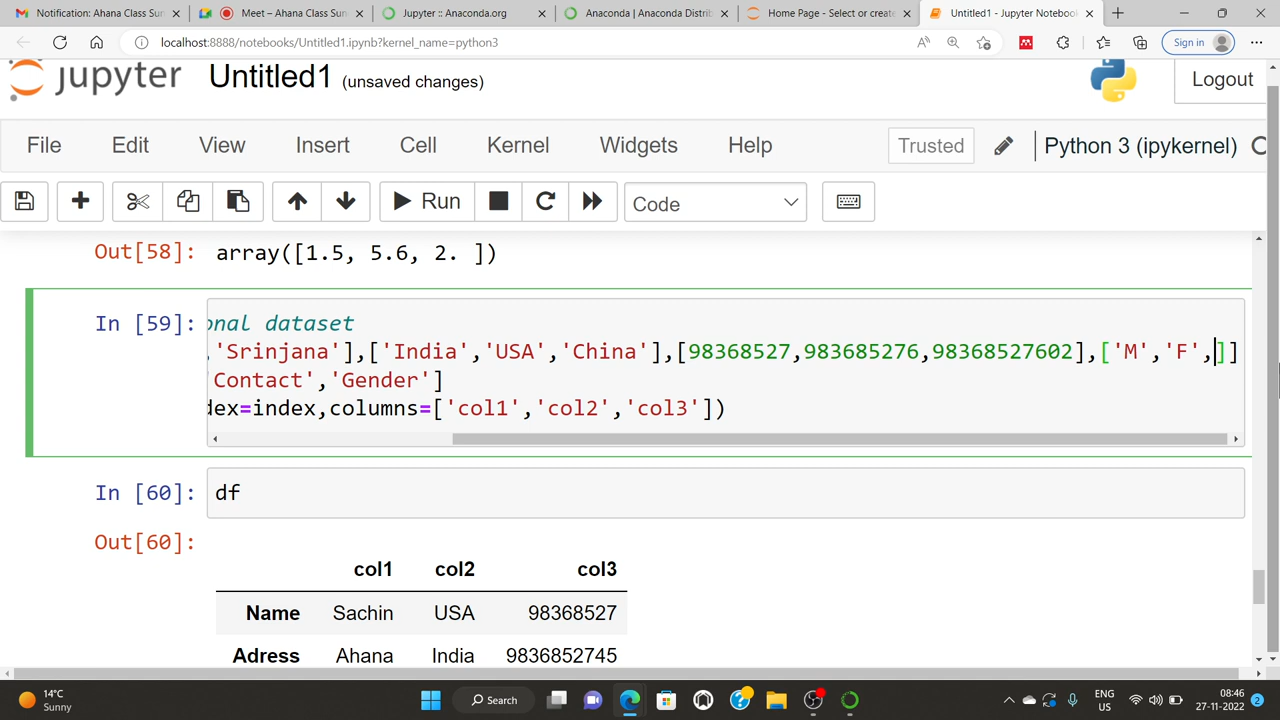 Notification: Ahana Class Sun
Meet – Ahana Class Sun
Jupyter :: Anaconda.org
Anaconda | Anaconda Distrib
Home Page - Select or create
Untitled1 - Jupyter Notebook
localhost:8888/notebooks/Untitled1.ipynb?kernel_name=python3
Sign in
jupyter Untitled1 (unsaved changes)
Logout
File Edit View Insert Cell Kernel Widgets Help
Trusted
Python 3 (ipykernel)
Run
Code
Out[58]: array([1.5, 5.6, 2. ])
In [59]: onal dataset
,'Srinjana'],['India','USA','China'],[98368527,983685276,98368527602],['M','F',]]
'Contact','Gender']
dex=index,columns=['col1','col2','col3'])
In [60]: df
Out[60]:
col1 col2 col3
Name Sachin USA 98368527
Adress Ahana India 9836852745
14°C
Sunny
Search
ENG
US
08:46
27-11-2022
2